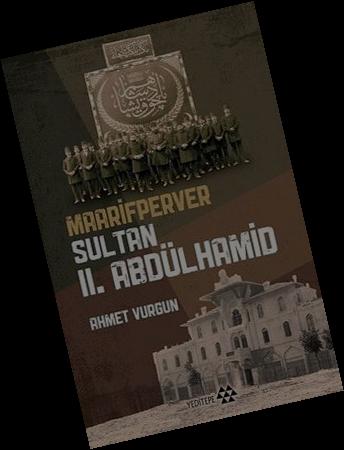 MAARİFPERVER
SULTAN
II. ABDÜLHAMİD
AHMET VURGUN
YEDİTEPE